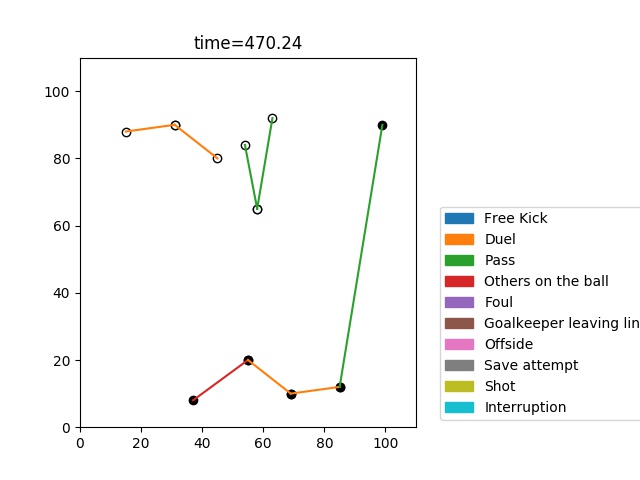 time=470.24
100
80
60
40
20
0
0 20 40 60 80 100
Free Kick
Duel
Pass
Others on the ball
Foul
Goalkeeper leaving lin
Offside
Save attempt
Shot
Interruption